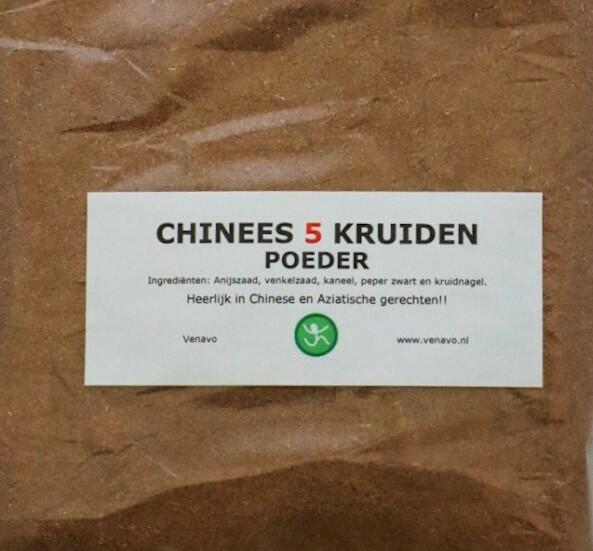 CHINEES 5 KRUIDEN
POEDER
Ingrediënten: Anijszaad, venkelzaad, kaneel, peper zwart en kruidnagel.
Heerlijk in Chinese en Aziatische gerechten!!
Venavo www.venavo.nl